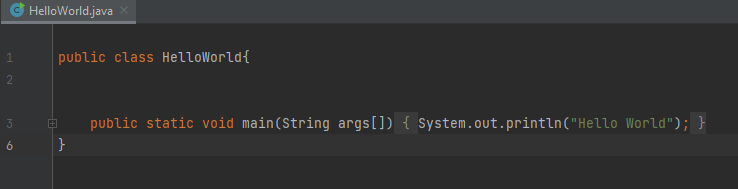 HelloWorld.java
1 public class HelloWorld{
2
3 public static void main(String args[]) { System.out.println("Hello World"); }
6 }